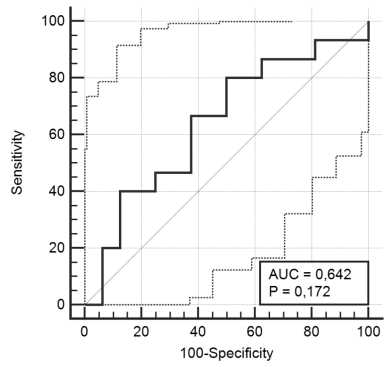 100
80
60
40
20
0
Sensitivity
AUC = 0,642
P = 0,172
0 20 40 60 80 100
100-Specificity